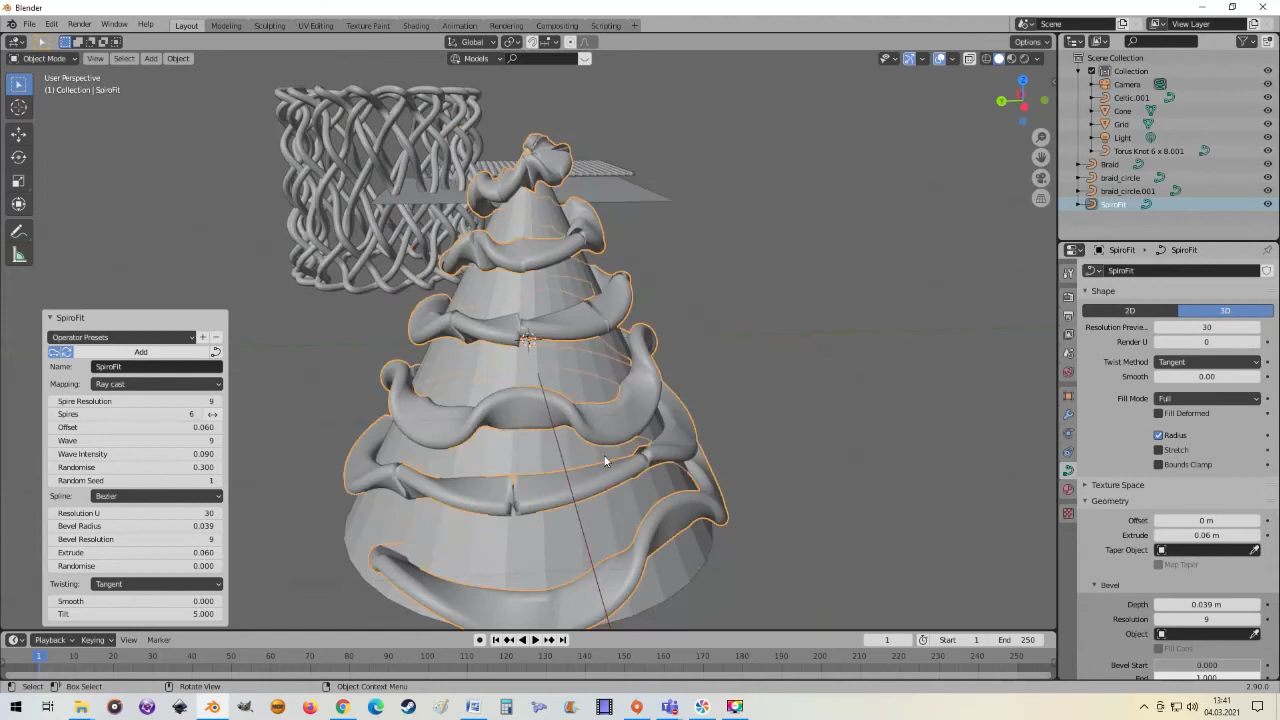 Blender
File Edit Render Window Help Layout Modeling Sculpting UV Editing Texture Paint Shading Animation Rendering Compositing Scripting + Scene View Layer
Global Options
Object Mode View Select Add Object Models
User Perspective
(1) Collection | SpiroFit
Y
Z
Scene Collection
Collection
Camera
Celtic.001
Cone
Grid
Light
Torus Knot 6 x 8.001
Braid
braid_circle
braid_circle.001
SpiroFit
SpiroFit SpiroFit
SpiroFit
Shape
2D 3D
Resolution Previe... 30
Render U 0
Twist Method Tangent
Smooth 0.00
Fill Mode Full
Fill Deformed
Radius
Stretch
Bounds Clamp
Texture Space
Geometry
Offset 0 m
Extrude 0.06 m
Taper Object
Map Taper
Bevel
Depth 0.039 m
Resolution 9
Object
Fill Caps
Bevel Start 0.000
End 1.000
SpiroFit
Operator Presets + −
Add
Name: SpiroFit
Mapping: Ray cast
Spire Resolution 9
Spires 6
Offset 0.060
Wave 9
Wave Intensity 0.090
Randomise 0.300
Random Seed 1
Spline: Bezier
Resolution U 30
Bevel Radius 0.039
Bevel Resolution 9
Extrude 0.060
Randomise 0.000
Twisting: Tangent
Smooth 0.000
Tilt 5.000
Playback Keying View Marker 1 Start 1 End 250
1 10 20 30 40 50 60 70 80 90 100 110 120 130 140 150 160 170 180 190 200 210 220 230 240 250
Select Box Select Rotate View Object Context Menu 2.90.0
13:41
04.03.2021